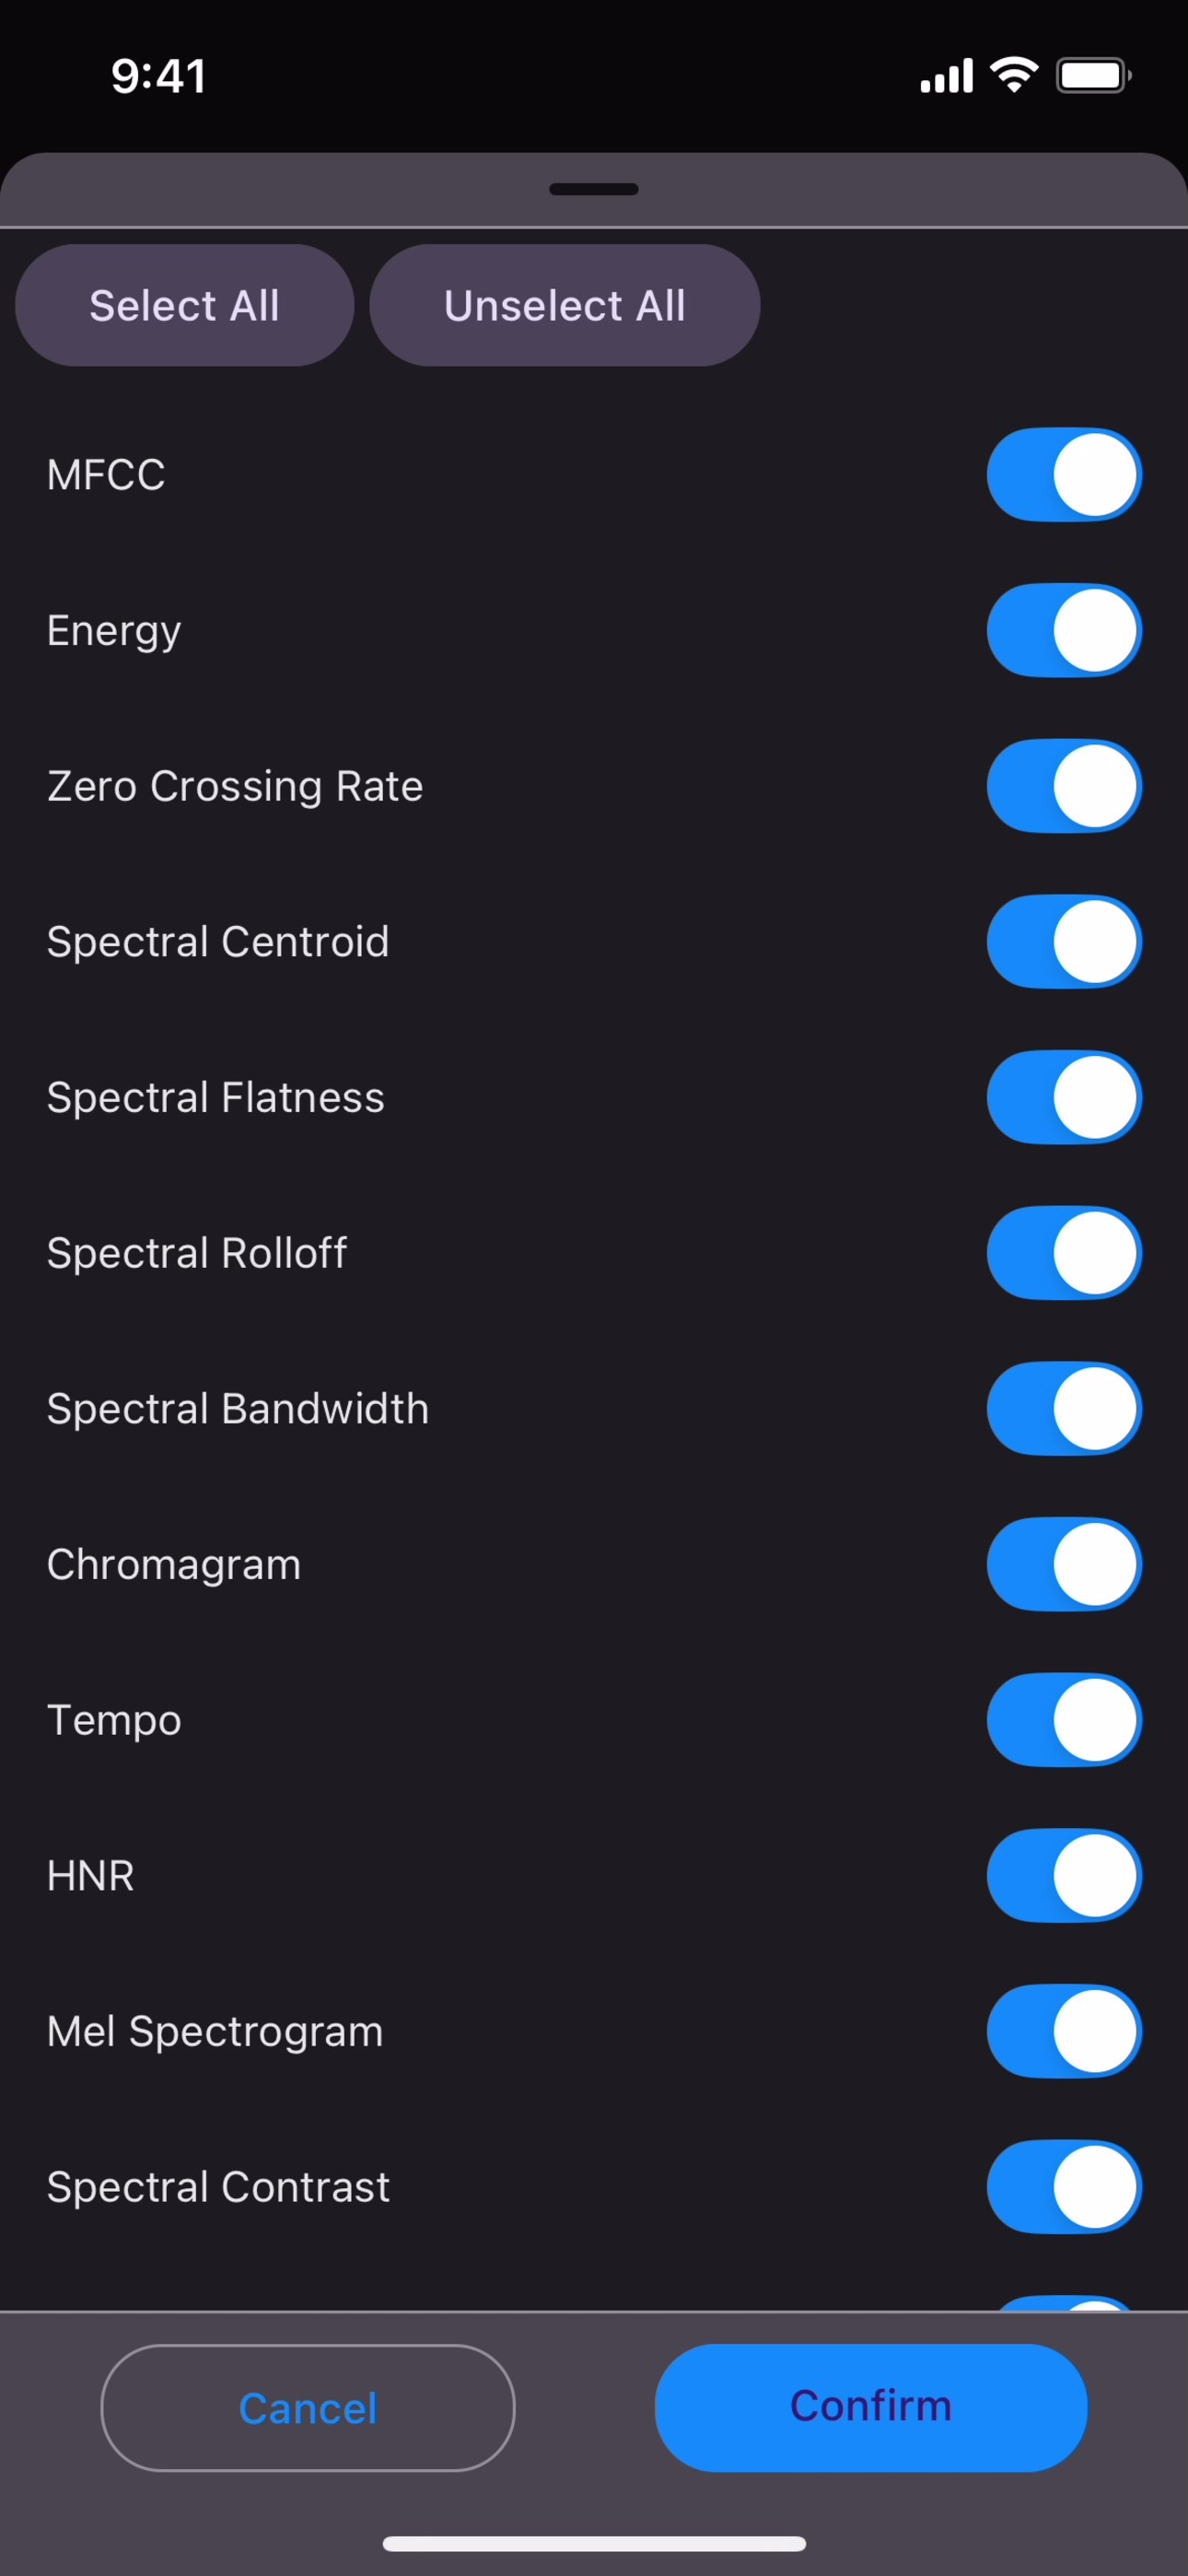 9:41
Select All
Unselect All
MFCC
Energy
Zero Crossing Rate
Spectral Centroid
Spectral Flatness
Spectral Rolloff
Spectral Bandwidth
Chromagram
Tempo
HNR
Mel Spectrogram
Spectral Contrast
Cancel
Confirm